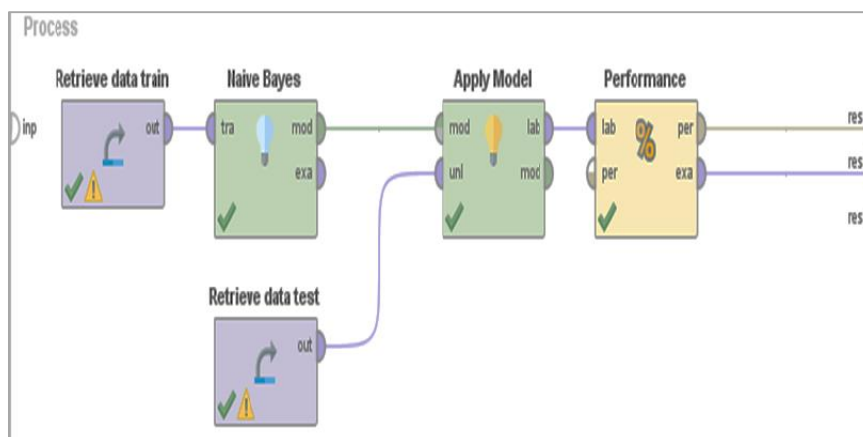 Process
Retrieve data train
Naive Bayes
Apply Model
Performance
inp
out
tra
mod
mod
lab
lab
%
per
res
exa
unl
mod
per
exa
res
res
Retrieve data test
out